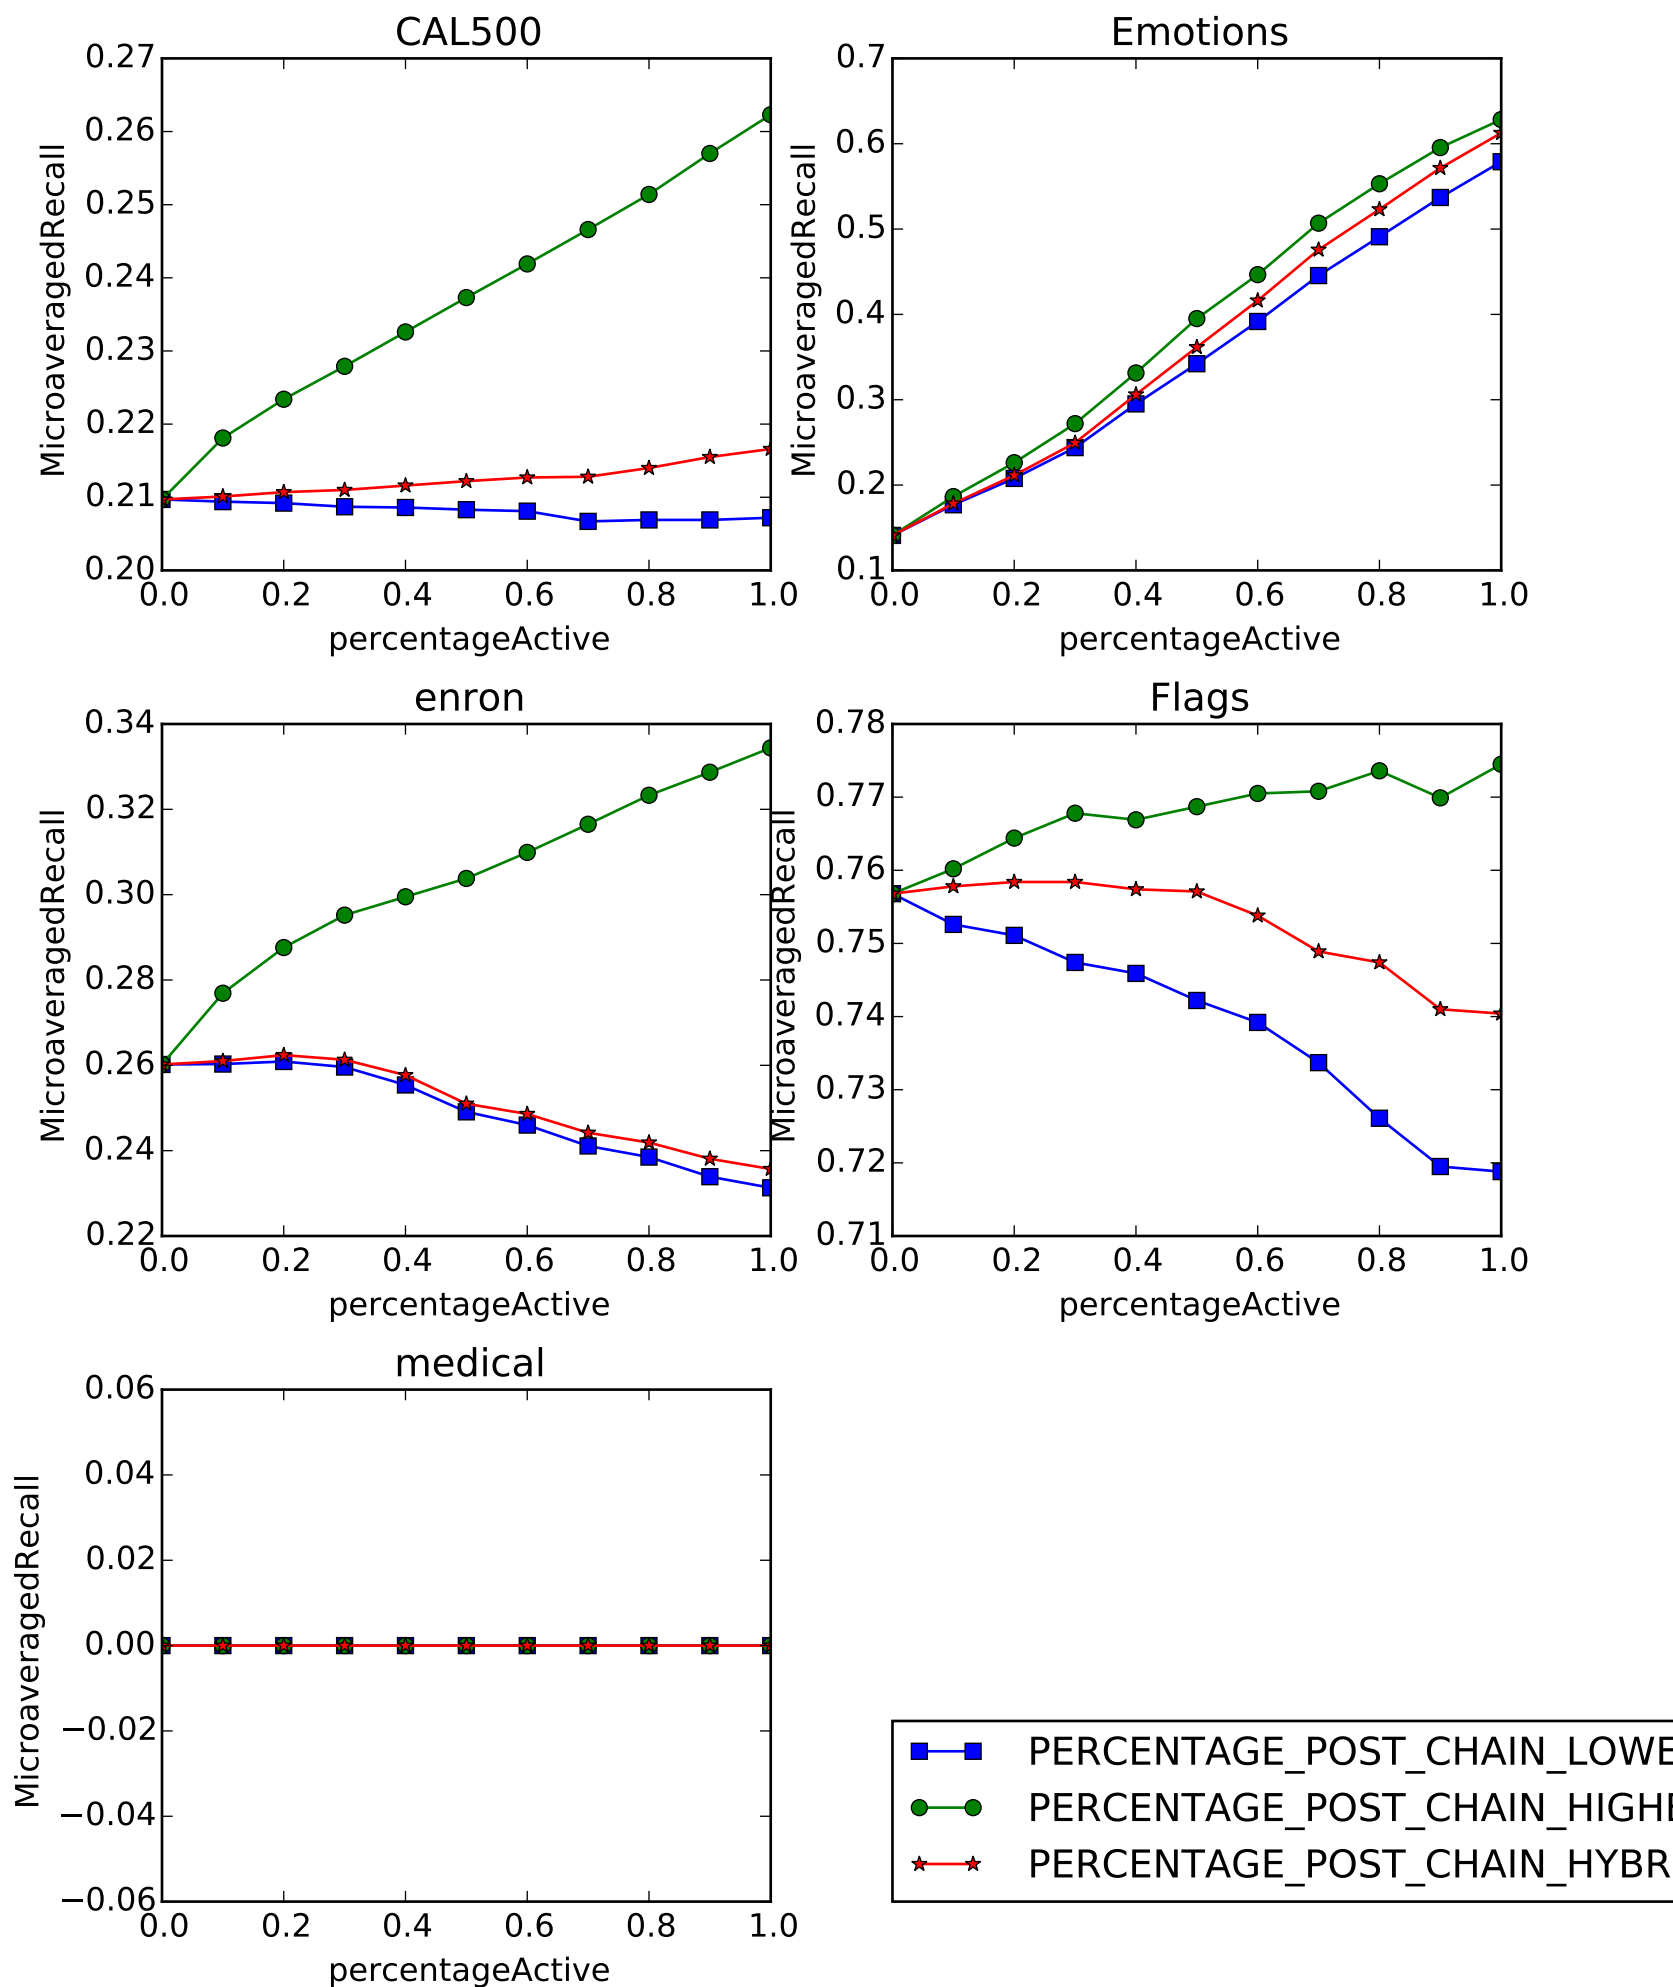 CAL500
0.27
0.26
0.25
0.24
0.23
0.22
0.21
0.20
MicroaveragedRecall
0.0 0.2 0.4 0.6 0.8 1.0
percentageActive
Emotions
0.7
0.6
0.5
0.4
0.3
0.2
0.1
MicroaveragedRecall
0.0 0.2 0.4 0.6 0.8 1.0
percentageActive
enron
0.34
0.32
0.30
0.28
0.26
0.24
0.22
MicroaveragedRecall
0.0 0.2 0.4 0.6 0.8 1.0
percentageActive
Flags
0.78
0.77
0.76
0.75
0.74
0.73
0.72
0.71
MicroaveragedRecall
0.0 0.2 0.4 0.6 0.8 1.0
percentageActive
medical
0.06
0.04
0.02
0.00
−0.02
−0.04
−0.06
MicroaveragedRecall
0.0 0.2 0.4 0.6 0.8 1.0
percentageActive
PERCENTAGE_POST_CHAIN_LOWE
PERCENTAGE_POST_CHAIN_HIGHE
PERCENTAGE_POST_CHAIN_HYBR